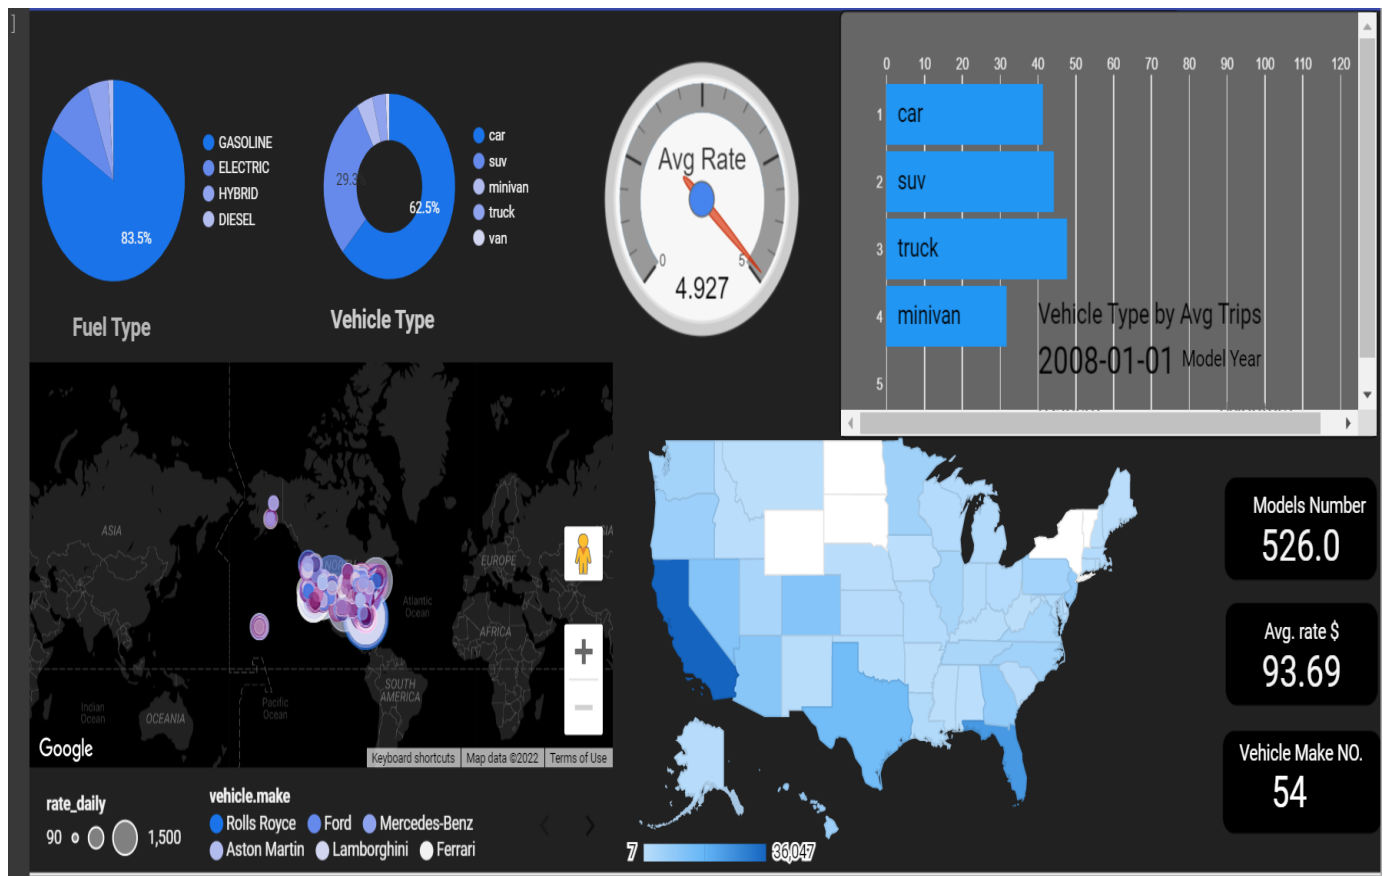 ]
GASOLINE
ELECTRIC
HYBRID
DIESEL
83.5%
Fuel Type
car
suv
minivan
truck
van
29.3
62.5%
Vehicle Type
Avg Rate
0
5
4.927
0 10 20 30 40 50 60 70 80 90 100 110 120
1 car
2 suv
3 truck
4 minivan
5
Vehicle Type by Avg Trips
2008-01-01 Model Year
ASIA
EUROPE
Atlantic
Ocean
AFRICA
SOUTH
AMERICA
Pacific
Ocean
Indian
Ocean
OCEANIA
+
−
Google
Keyboard shortcuts Map data ©2022 Terms of Use
rate_daily
90 1,500
vehicle.make
Rolls Royce Ford Mercedes-Benz
Aston Martin Lamborghini Ferrari
7 36,047
Models Number
526.0
Avg. rate $
93.69
Vehicle Make NO.
54